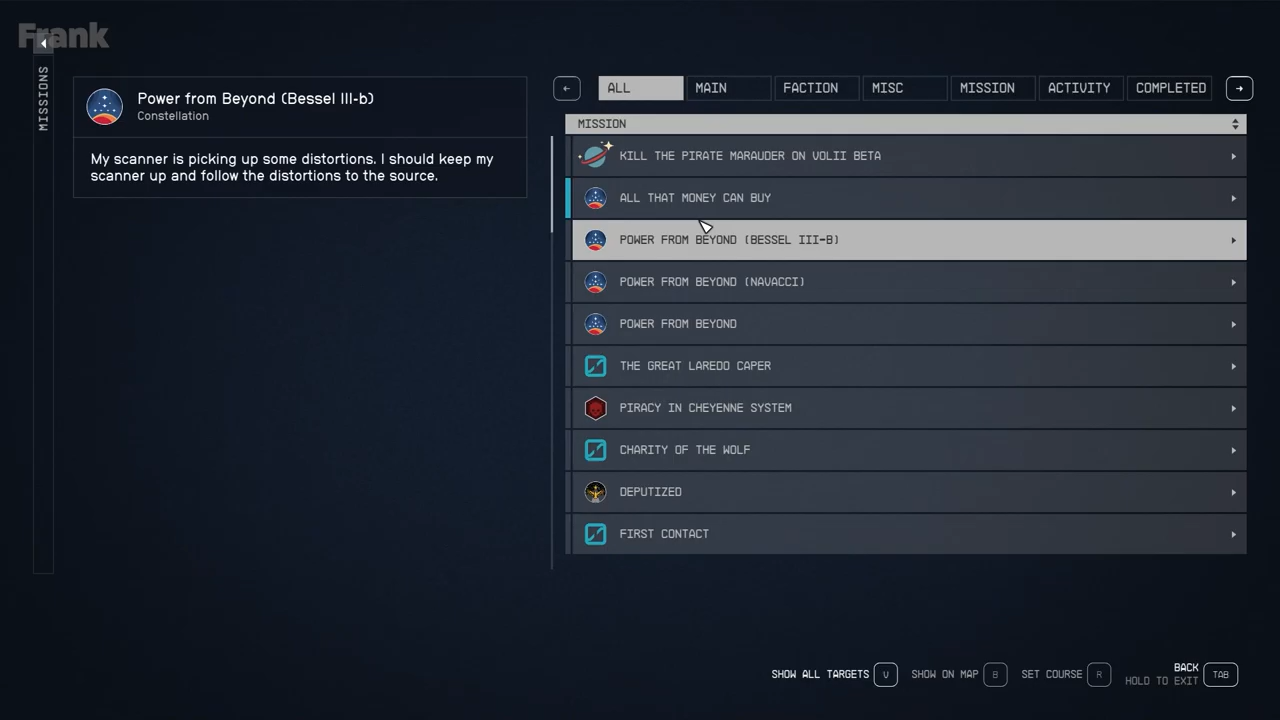 Frank
MISSIONS
Power from Beyond (Bessel III-b)
Constellation
My scanner is picking up some distortions. I should keep my
scanner up and follow the distortions to the source.
ALL MAIN FACTION MISC MISSION ACTIVITY COMPLETED
MISSION
KILL THE PIRATE MARAUDER ON VOLII BETA
ALL THAT MONEY CAN BUY
POWER FROM BEYOND (BESSEL III-B)
POWER FROM BEYOND (NAVACCI)
POWER FROM BEYOND
THE GREAT LAREDO CAPER
PIRACY IN CHEYENNE SYSTEM
CHARITY OF THE WOLF
DEPUTIZED
FIRST CONTACT
SHOW ALL TARGETS V SHOW ON MAP B SET COURSE R BACK TAB
HOLD TO EXIT